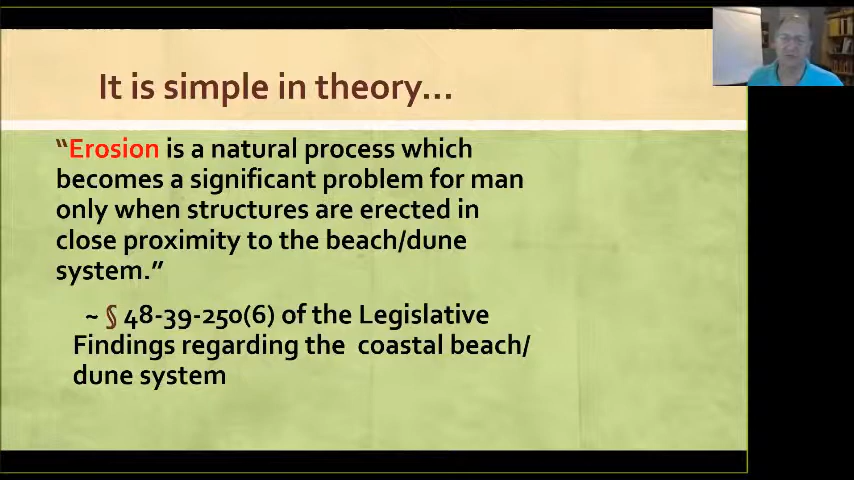 It is simple in theory...
“Erosion is a natural process which
becomes a significant problem for man
only when structures are erected in
close proximity to the beach/dune
system.”
~ § 48-39-250(6) of the Legislative
Findings regarding the coastal beach/
dune system